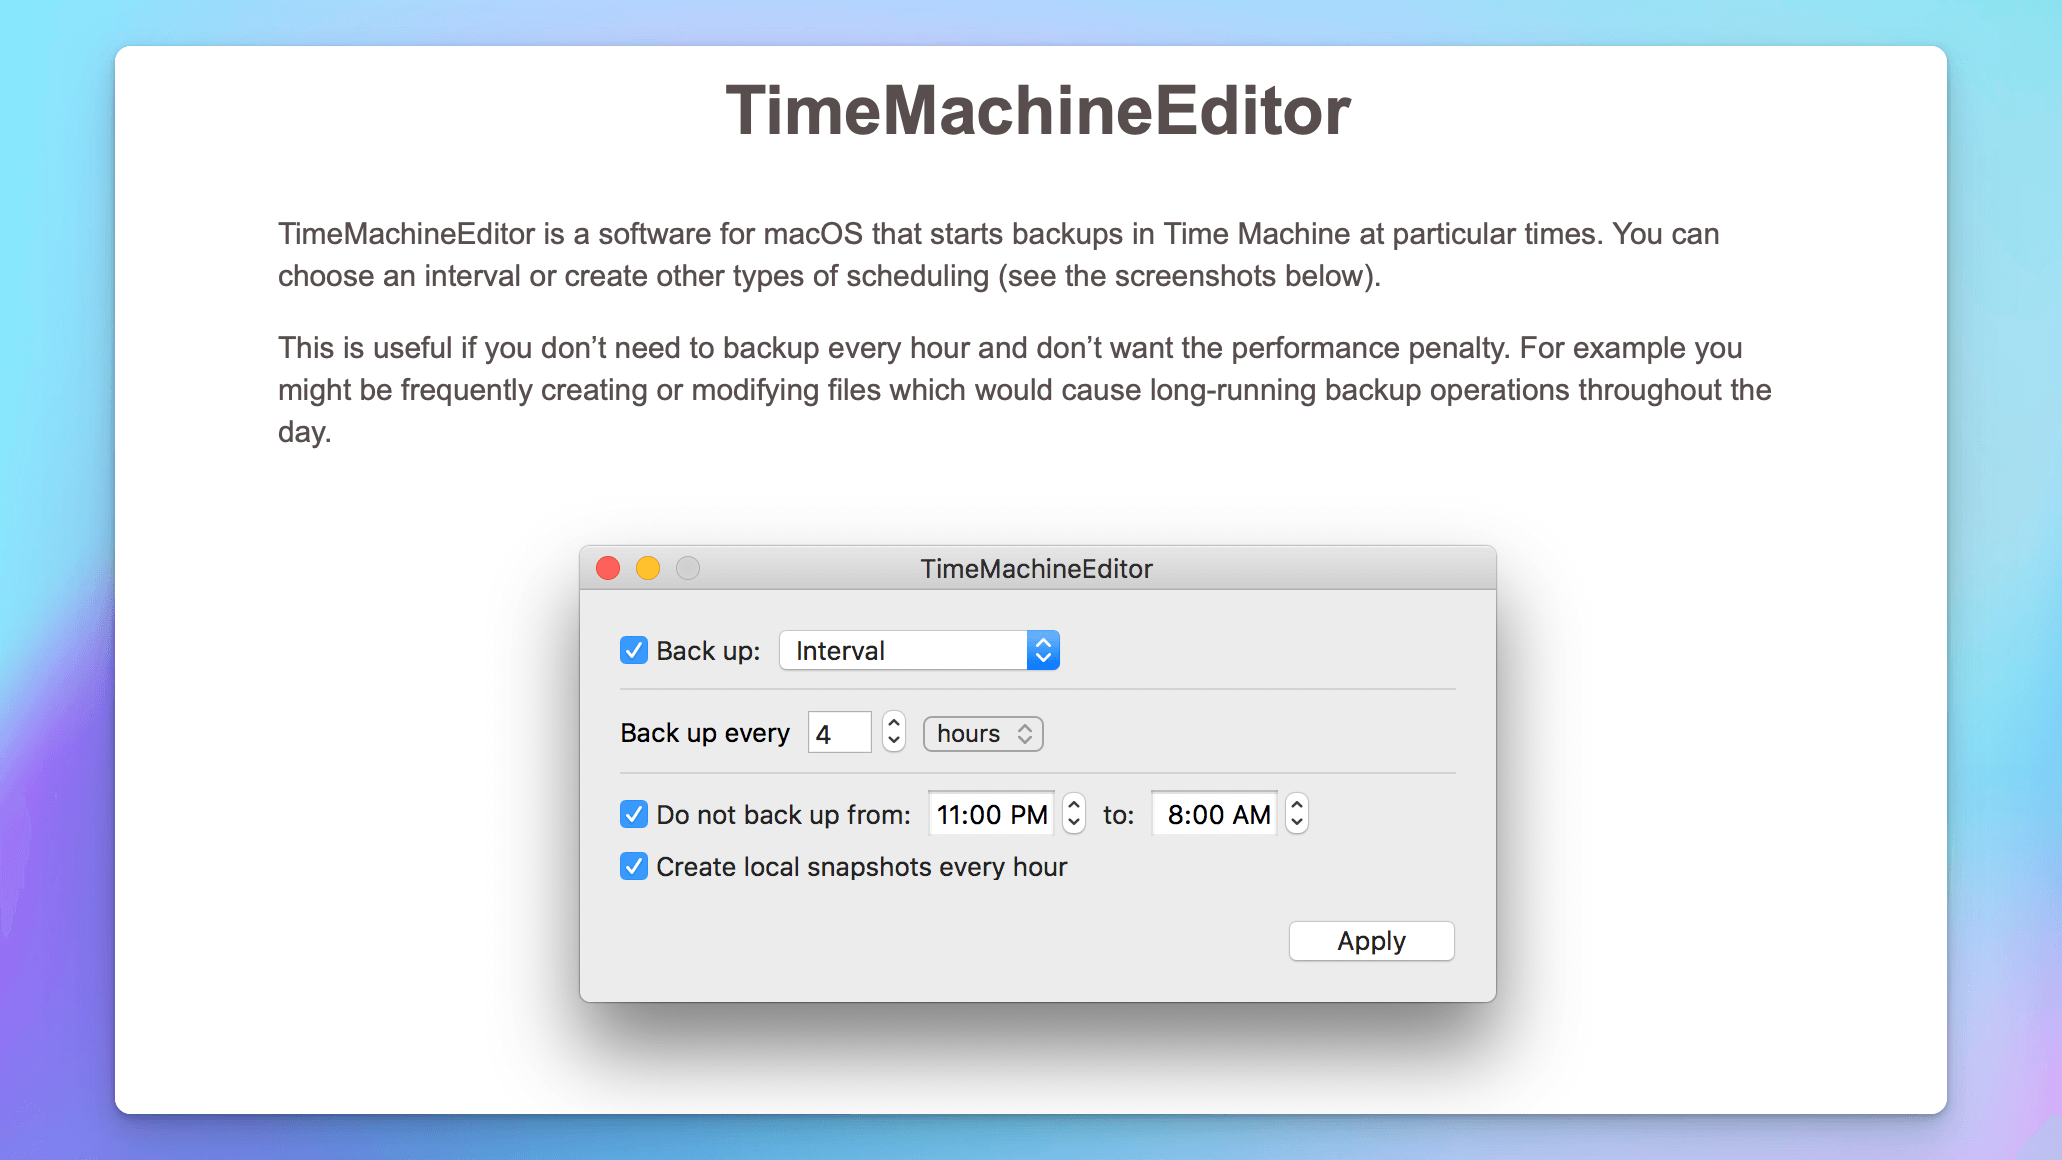 TimeMachineEditor
TimeMachineEditor is a software for macOS that starts backups in Time Machine at particular times. You can
choose an interval or create other types of scheduling (see the screenshots below).
This is useful if you don’t need to backup every hour and don’t want the performance penalty. For example you
might be frequently creating or modifying files which would cause long-running backup operations throughout the
day.
TimeMachineEditor
Back up: Interval
Back up every 4 hours
Do not back up from: 11:00 PM to: 8:00 AM
Create local snapshots every hour
Apply